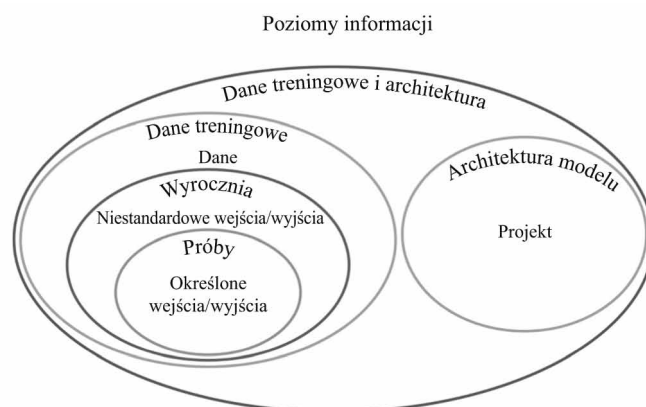 Poziomy informacji
Dane treningowe i architektura
Dane treningowe
Dane
Wyrocznia
Niestandardowe wejścia/wyjścia
Próby
Określone
wejścia/wyjścia
Architektura modelu
Projekt